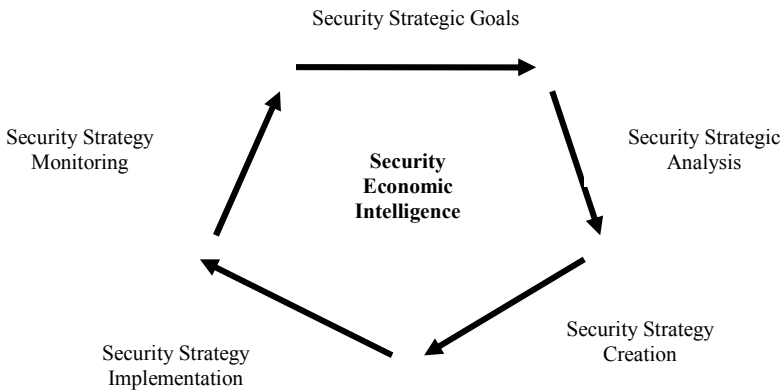 Security Strategic Goals
Security Strategy
Monitoring
Security Strategic
Analysis
Security
Economic
Intelligence
Security Strategy
Creation
Security Strategy
Implementation